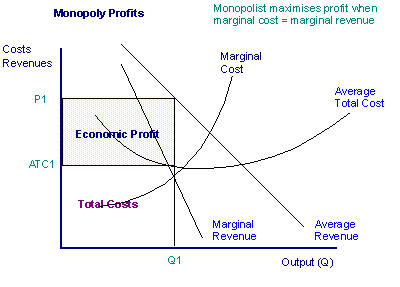 Monopoly Profits
Monopolist maximises profit when
marginal cost = marginal revenue
Costs
Revenues
Marginal
Cost
P1
Average
Total Cost
Economic Profit
ATC1
Total Costs
Marginal
Revenue
Average
Revenue
Q1
Output (Q)